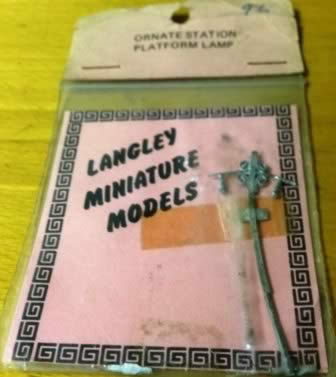 ORNATE STATION
PLATFORM LAMP
LANGLEY
MINIATURE
MODELS